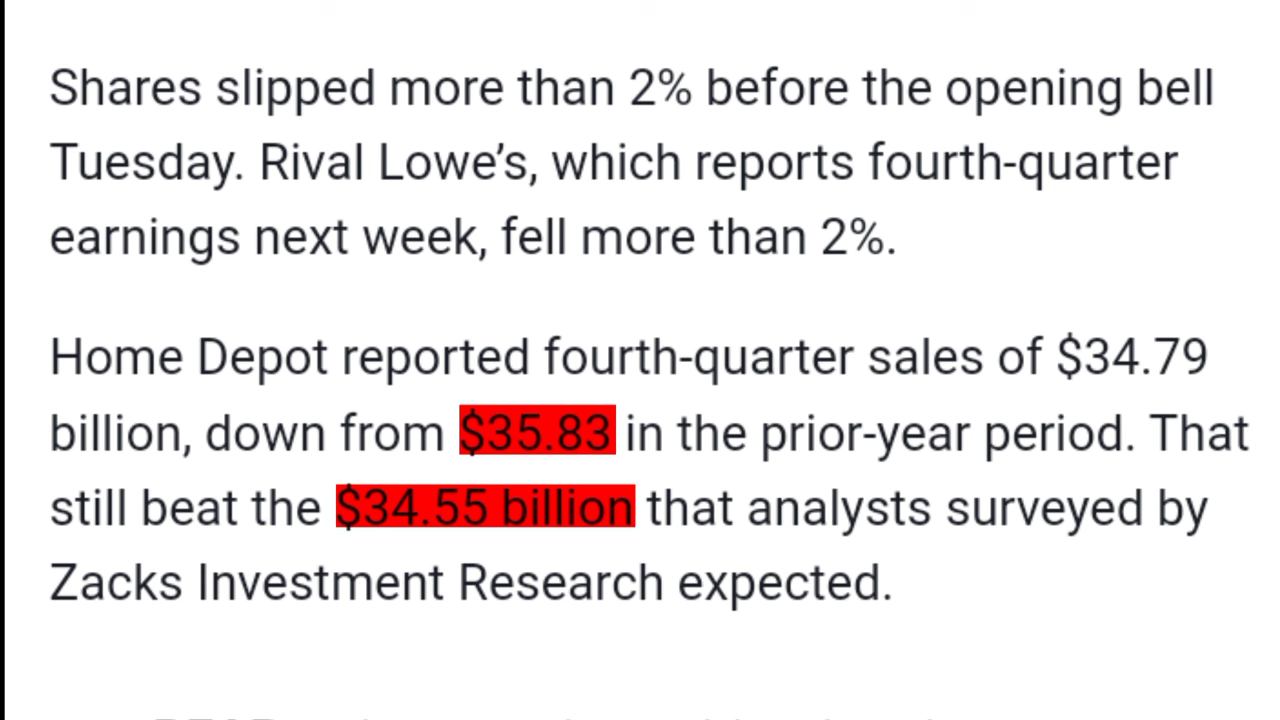 Shares slipped more than 2% before the opening bell
Tuesday. Rival Lowe’s, which reports fourth-quarter
earnings next week, fell more than 2%.
Home Depot reported fourth-quarter sales of $34.79
billion, down from $35.83 in the prior-year period. That
still beat the $34.55 billion that analysts surveyed by
Zacks Investment Research expected.